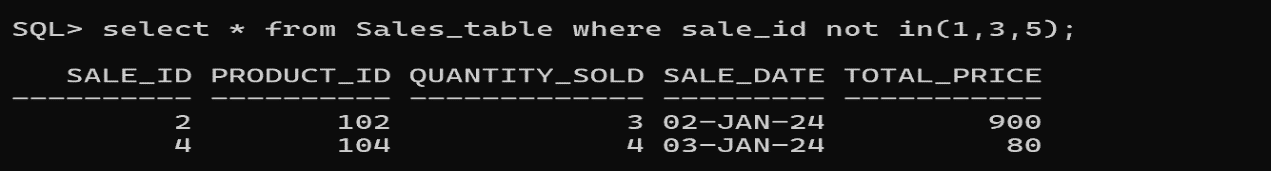 SQL> select * from Sales_table where sale_id not in(1,3,5);
SALE_ID PRODUCT_ID QUANTITY_SOLD SALE_DATE TOTAL_PRICE
---------- ---------- ------------- --------- -----------
2 102 3 02-JAN-24 900
4 104 4 03-JAN-24 80